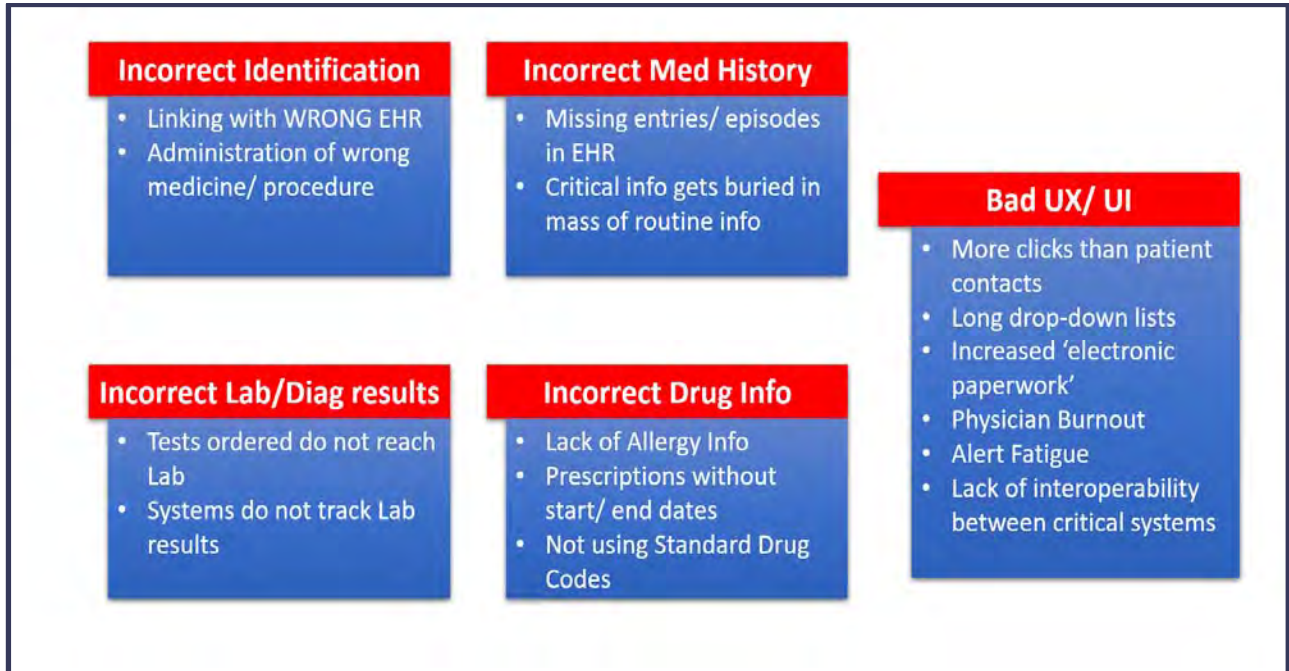 Incorrect Identification
• Linking with WRONG EHR
• Administration of wrong
medicine/ procedure
Incorrect Med History
• Missing entries/ episodes
in EHR
• Critical info gets buried in
mass of routine info
Incorrect Lab/Diag results
• Tests ordered do not reach
Lab
• Systems do not track Lab
results
Incorrect Drug Info
• Lack of Allergy Info
• Prescriptions without
start/ end dates
• Not using Standard Drug
Codes
Bad UX/ UI
• More clicks than patient
contacts
• Long drop-down lists
• Increased ‘electronic
paperwork’
• Physician Burnout
• Alert Fatigue
• Lack of interoperability
between critical systems